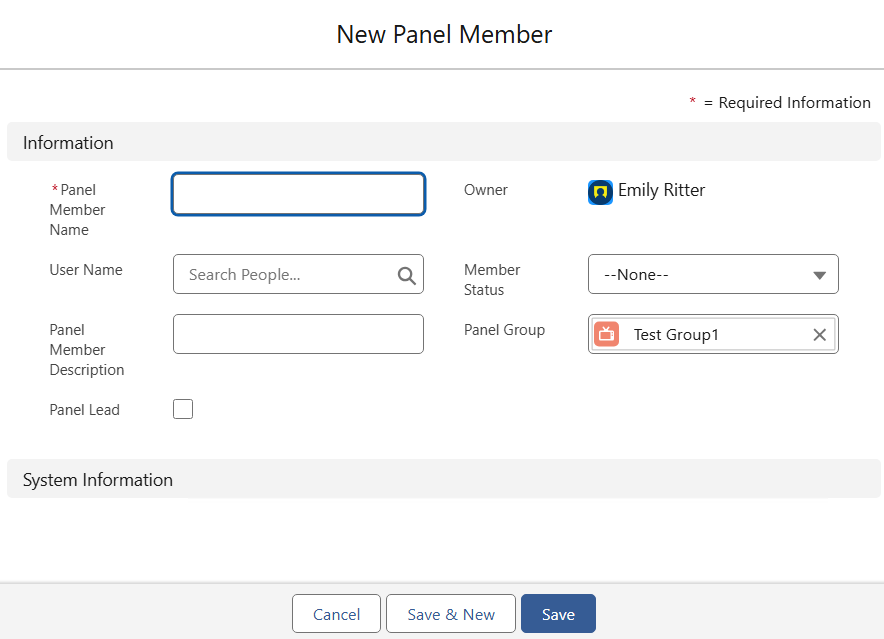 New Panel Member
* = Required Information
Information
*Panel
Member
Name
Owner
Emily Ritter
User Name
Search People...
Member
Status
--None--
Panel
Member
Description
Panel Group
Test Group1
Panel Lead
System Information
Cancel
Save & New
Save